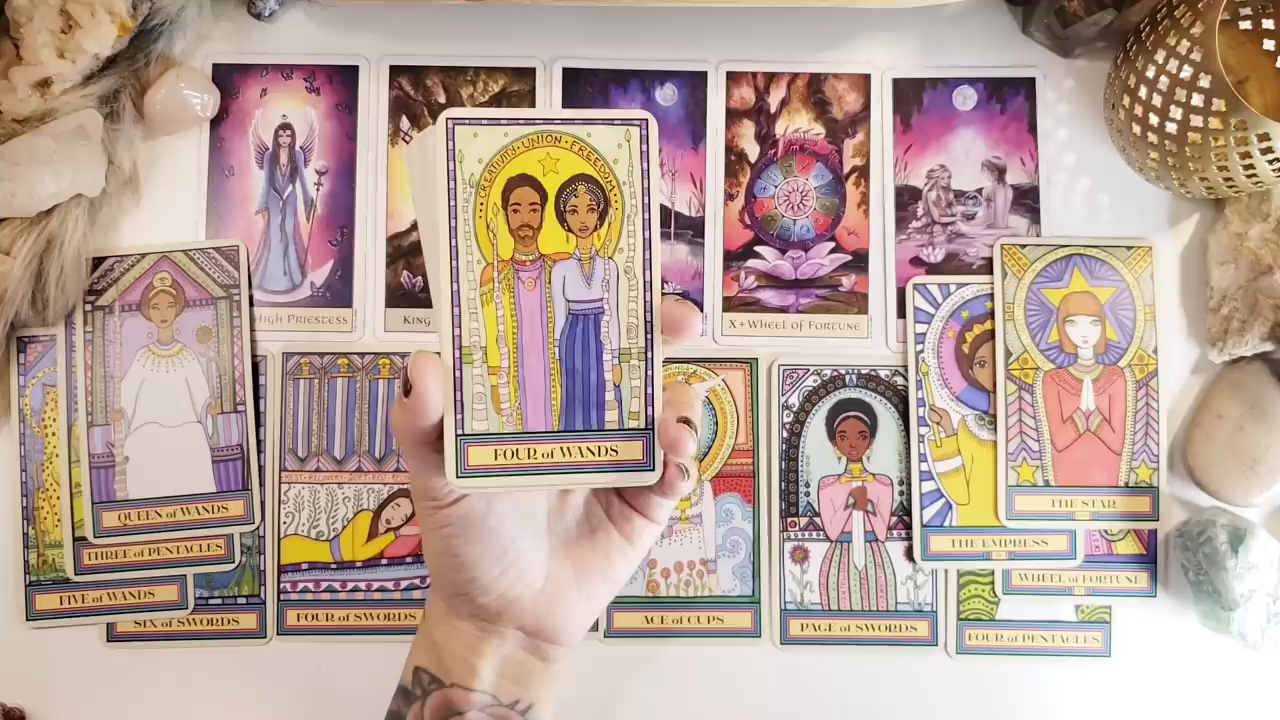 HIGH PRIESTESS
KING
X + WHEEL OF FORTUNE
CREATIVITY · UNION · FREEDOM
FOUR of WANDS
QUEEN of WANDS
THREE of PENTACLES
FIVE of WANDS
SIX of SWORDS
FOUR of SWORDS
ACE of CUPS
PAGE of SWORDS
THE STAR
THE EMPRESS
WHEEL of FORTUNE
FOUR of PENTACLES